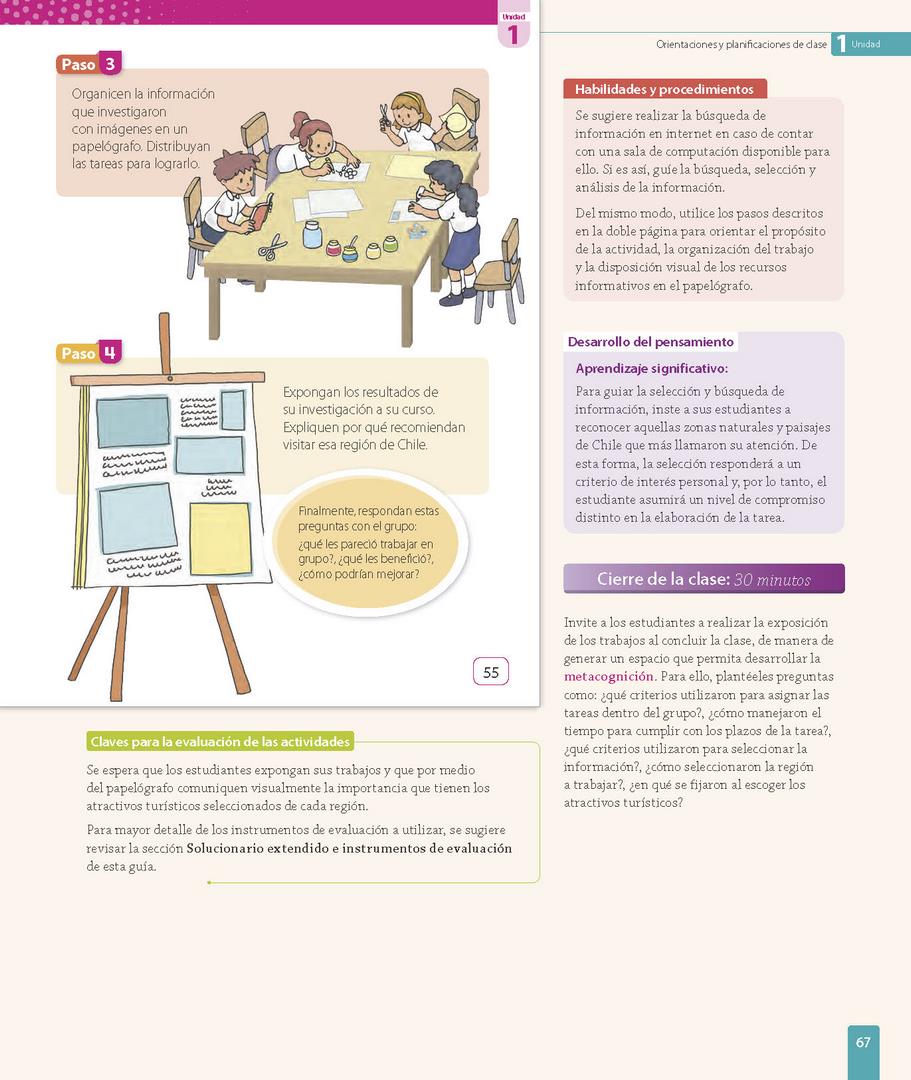 Unidad
1
Paso 3
Organicen la información
que investigaron
con imágenes en un
papelógrafo. Distribuyan
las tareas para lograrlo.
Paso 4
Expongan los resultados de
su investigación a su curso.
Expliquen por qué recomiendan
visitar esa región de Chile.
Finalmente, respondan estas
preguntas con el grupo:
¿qué les pareció trabajar en
grupo?, ¿qué les benefició?,
¿cómo podrían mejorar?
55
Claves para la evaluación de las actividades
Se espera que los estudiantes expongan sus trabajos y que por medio
del papelógrafo comuniquen visualmente la importancia que tienen los
atractivos turísticos seleccionados de cada región.
Para mayor detalle de los instrumentos de evaluación a utilizar, se sugiere
revisar la sección Solucionario extendido e instrumentos de evaluación
de esta guía.
Orientaciones y planificaciones de clase 1 Unidad
Habilidades y procedimientos
Se sugiere realizar la búsqueda de
información en internet en caso de contar
con una sala de computación disponible para
ello. Si es así, guíe la búsqueda, selección y
análisis de la información.
Del mismo modo, utilice los pasos descritos
en la doble página para orientar el propósito
de la actividad, la organización del trabajo
y la disposición visual de los recursos
informativos en el papelógrafo.
Desarrollo del pensamiento
Aprendizaje significativo:
Para guiar la selección y búsqueda de
información, inste a sus estudiantes a
reconocer aquellas zonas naturales y paisajes
de Chile que más llamaron su atención. De
esta forma, la selección responderá a un
criterio de interés personal y, por lo tanto, el
estudiante asumirá un nivel de compromiso
distinto en la elaboración de la tarea.
Cierre de la clase: 30 minutos
Invite a los estudiantes a realizar la exposición
de los trabajos al concluir la clase, de manera de
generar un espacio que permita desarrollar la
metacognición. Para ello, plantéeles preguntas
como: ¿qué criterios utilizaron para asignar las
tareas dentro del grupo?, ¿cómo manejaron el
tiempo para cumplir con los plazos de la tarea?,
¿qué criterios utilizaron para seleccionar la
información?, ¿cómo seleccionaron la región
a trabajar?, ¿en qué se fijaron al escoger los
atractivos turísticos?
67